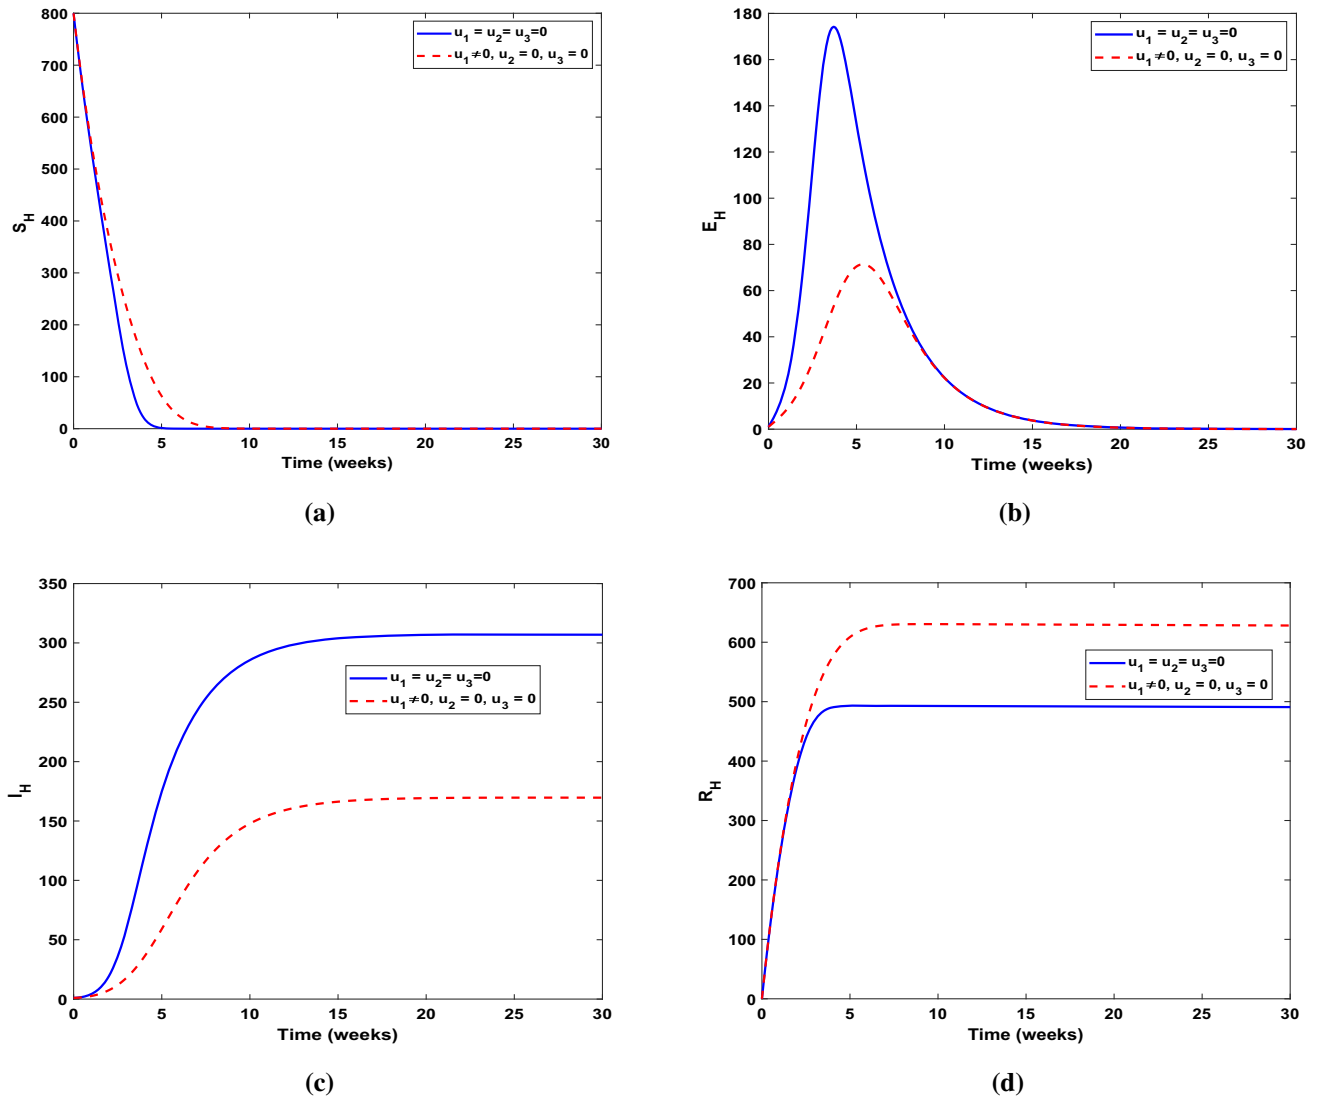 800
700
600
500
400
300
200
100
0
S_H
0 5 10 15 20 25 30
Time (weeks)
u_1 = u_2= u_3=0
u_1≠0, u_2 = 0, u_3 = 0
(a)
180
160
140
120
100
80
60
40
20
0
E_H
0 5 10 15 20 25 30
Time (weeks)
u_1 = u_2= u_3=0
u_1≠0, u_2 = 0, u_3 = 0
(b)
350
300
250
200
150
100
50
0
I_H
0 5 10 15 20 25 30
Time (weeks)
u_1 = u_2= u_3=0
u_1≠0, u_2 = 0, u_3 = 0
(c)
700
600
500
400
300
200
100
0
R_H
0 5 10 15 20 25 30
Time (weeks)
u_1 = u_2= u_3=0
u_1≠0, u_2 = 0, u_3 = 0
(d)